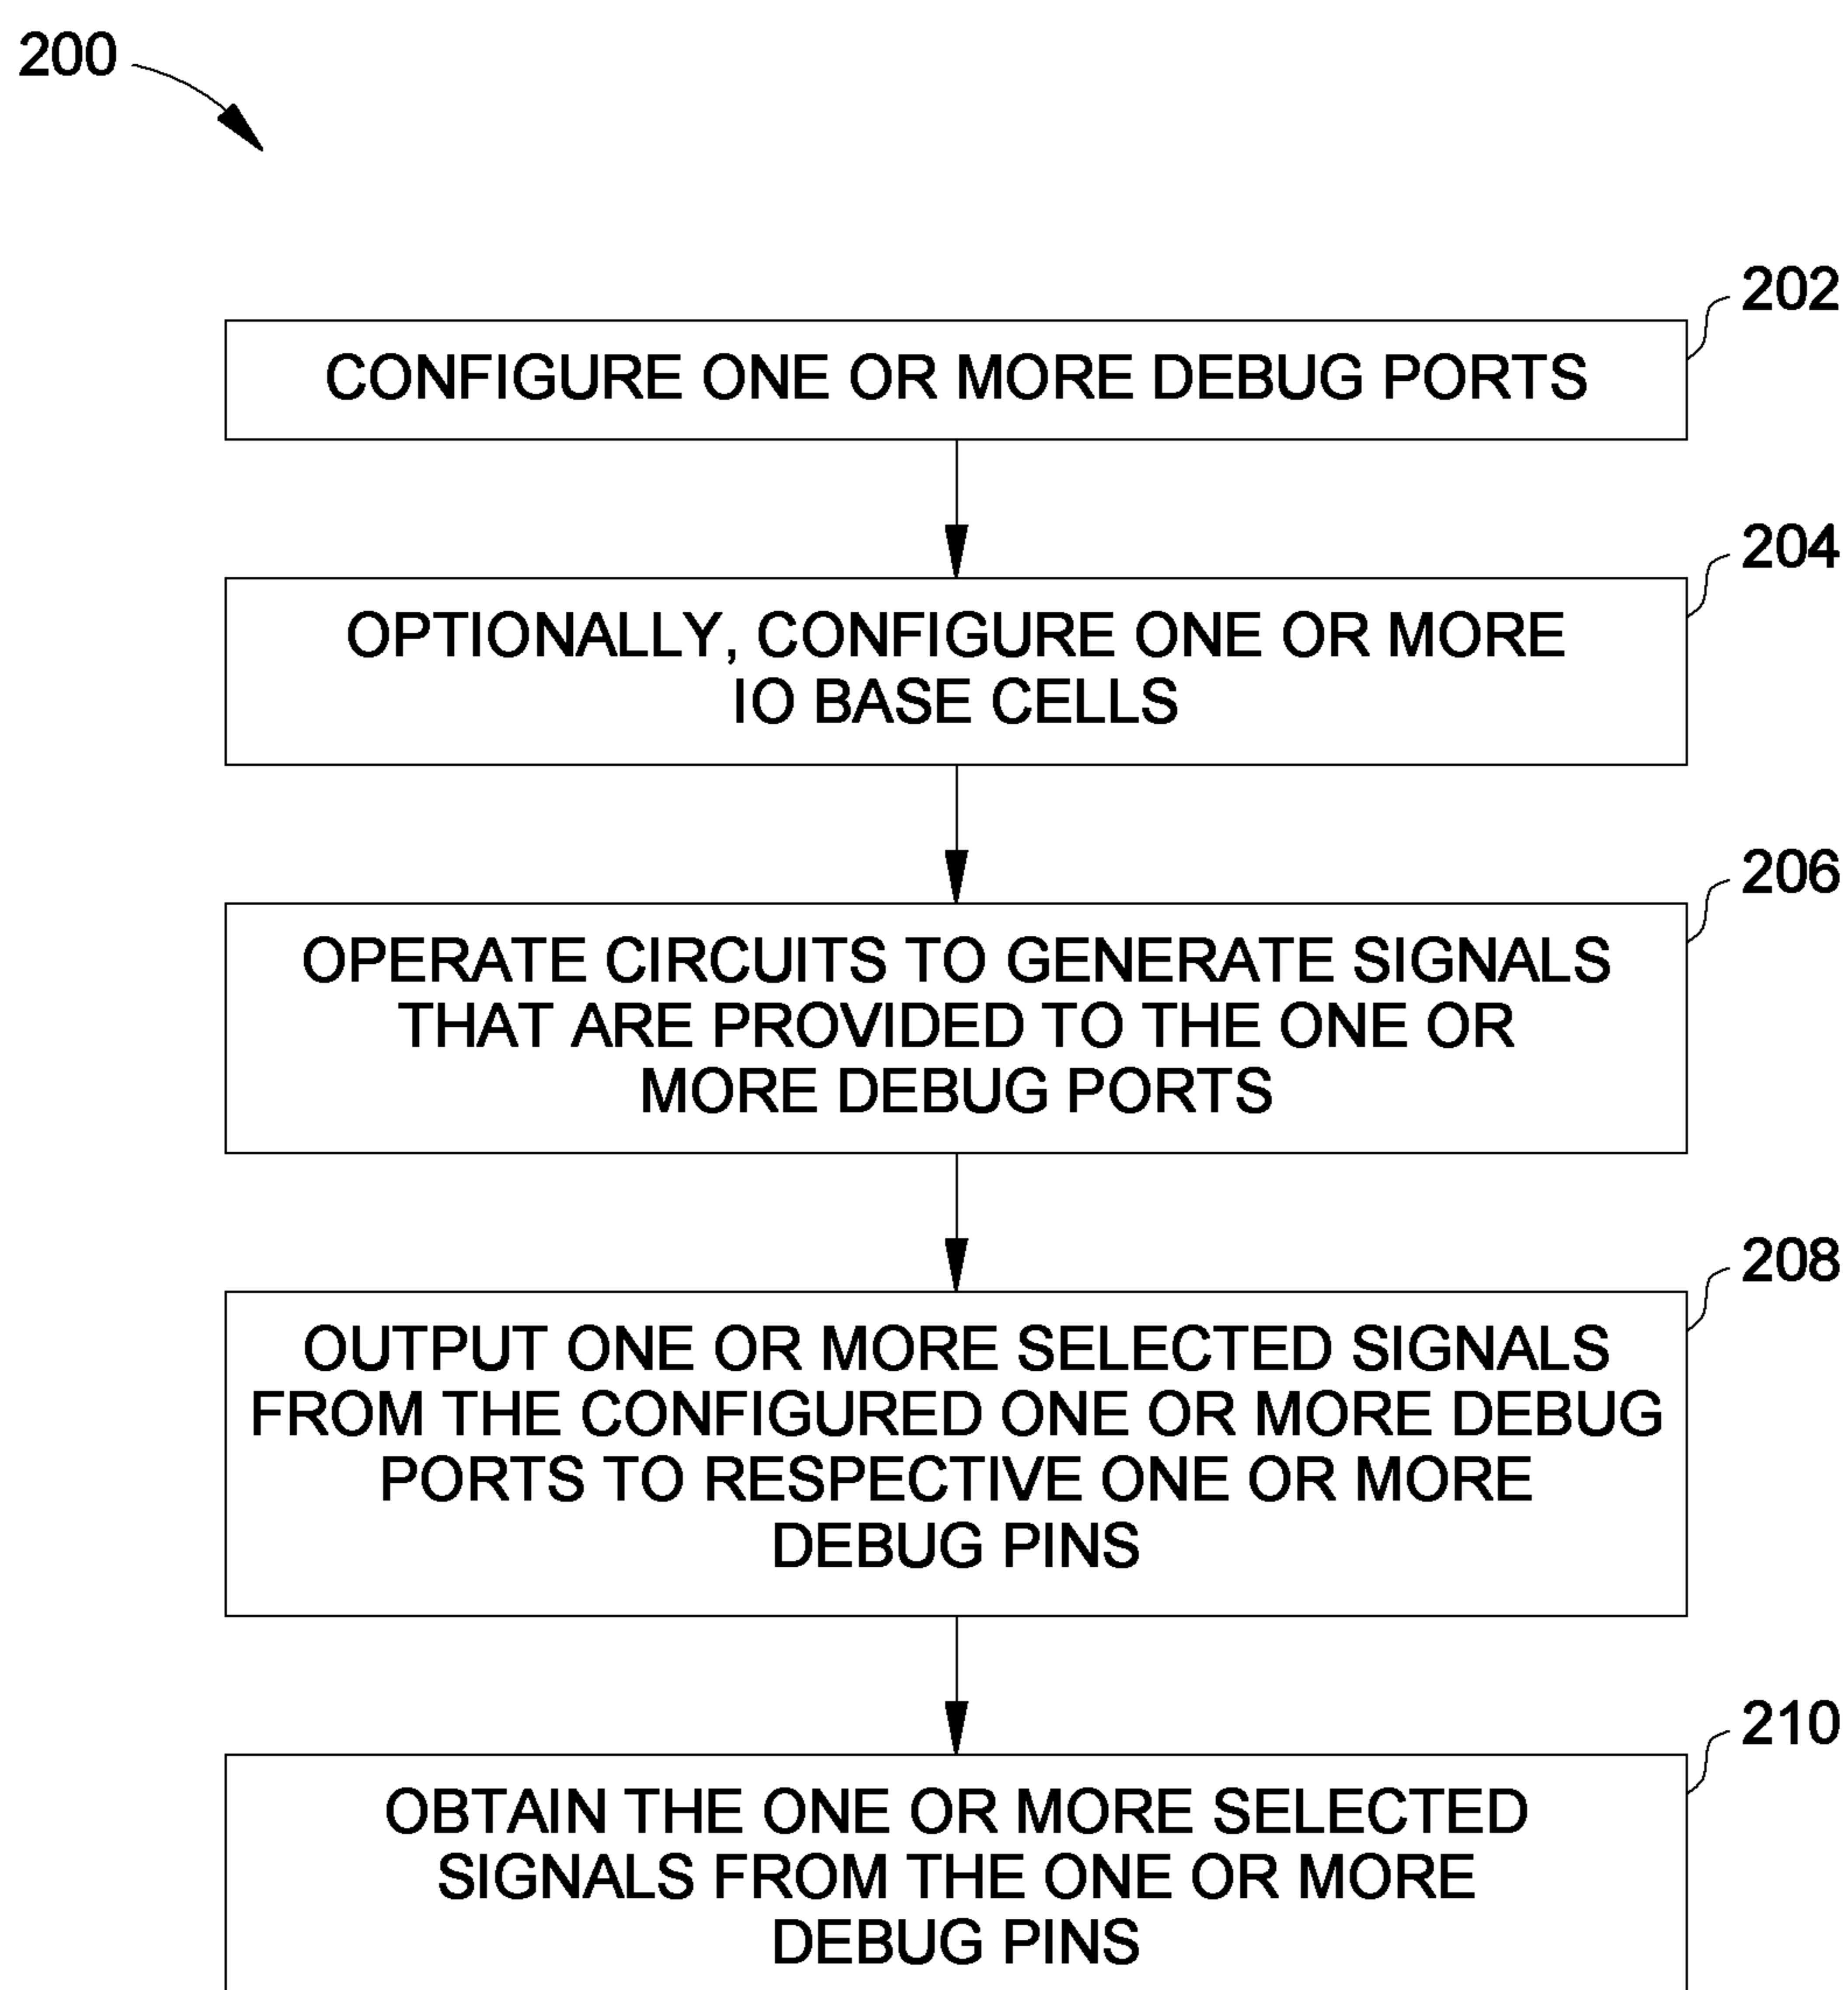 200
202
CONFIGURE ONE OR MORE DEBUG PORTS
204
OPTIONALLY, CONFIGURE ONE OR MORE
IO BASE CELLS
206
OPERATE CIRCUITS TO GENERATE SIGNALS
THAT ARE PROVIDED TO THE ONE OR
MORE DEBUG PORTS
208
OUTPUT ONE OR MORE SELECTED SIGNALS
FROM THE CONFIGURED ONE OR MORE DEBUG
PORTS TO RESPECTIVE ONE OR MORE
DEBUG PINS
210
OBTAIN THE ONE OR MORE SELECTED
SIGNALS FROM THE ONE OR MORE
DEBUG PINS